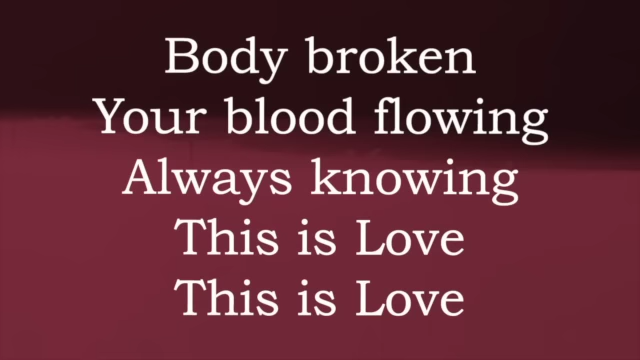 Body broken
Your blood flowing
Always knowing
This is Love
This is Love